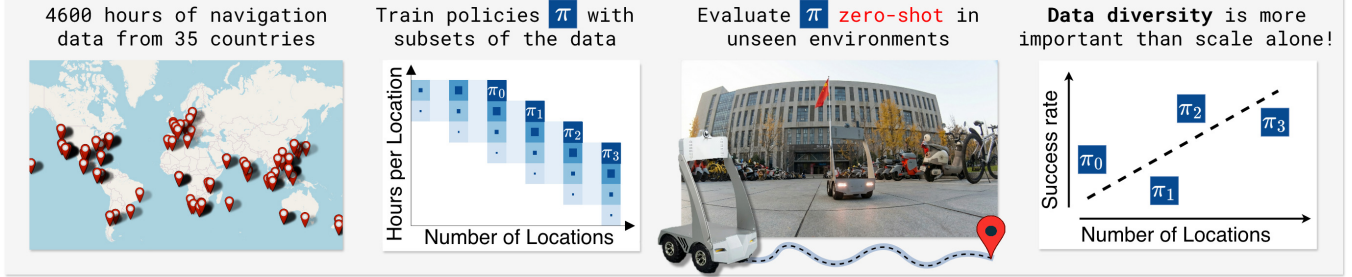 4600 hours of navigation
data from 35 countries
Train policies π with
subsets of the data
Hours per Location
π0
π1
π2
π3
Number of Locations
Evaluate π zero-shot in
unseen environments
Data diversity is more
important than scale alone!
Success rate
π0
π1
π2
π3
Number of Locations